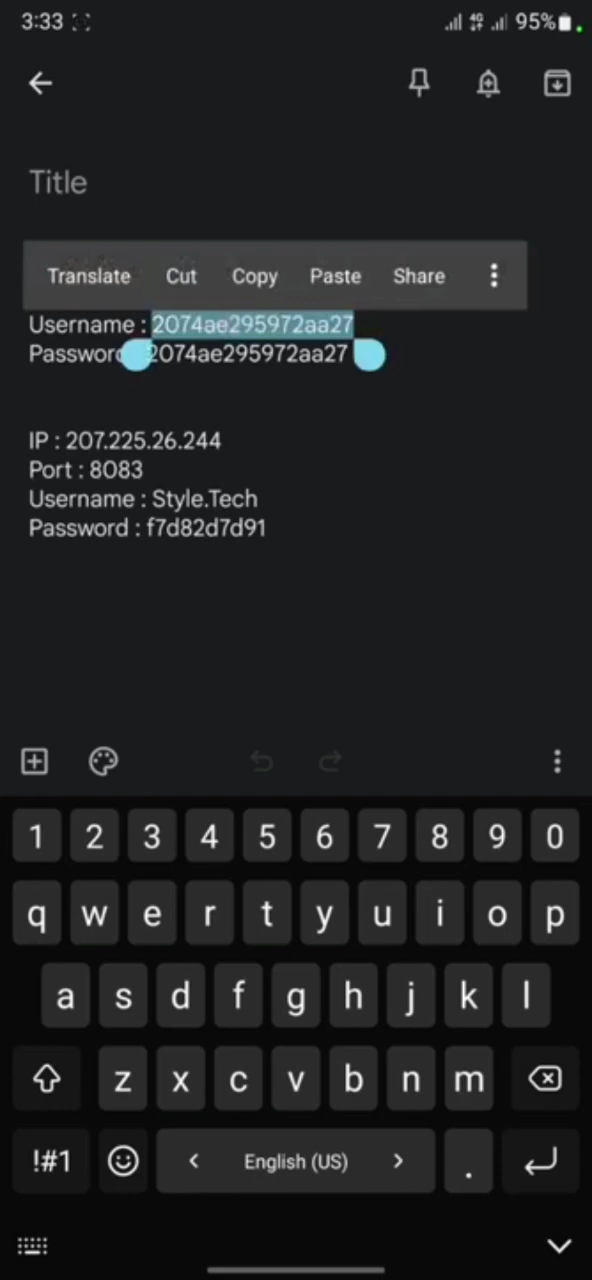 3:33
4G
95%
Title
Translate Cut Copy Paste Share
Username : 2074ae295972aa27
Password 2074ae295972aa27
IP : 207.225.26.244
Port : 8083
Username : Style.Tech
Password : f7d82d7d91
1 2 3 4 5 6 7 8 9 0
q w e r t y u i o p
a s d f g h j k l
z x c v b n m
!#1 < English (US) > .